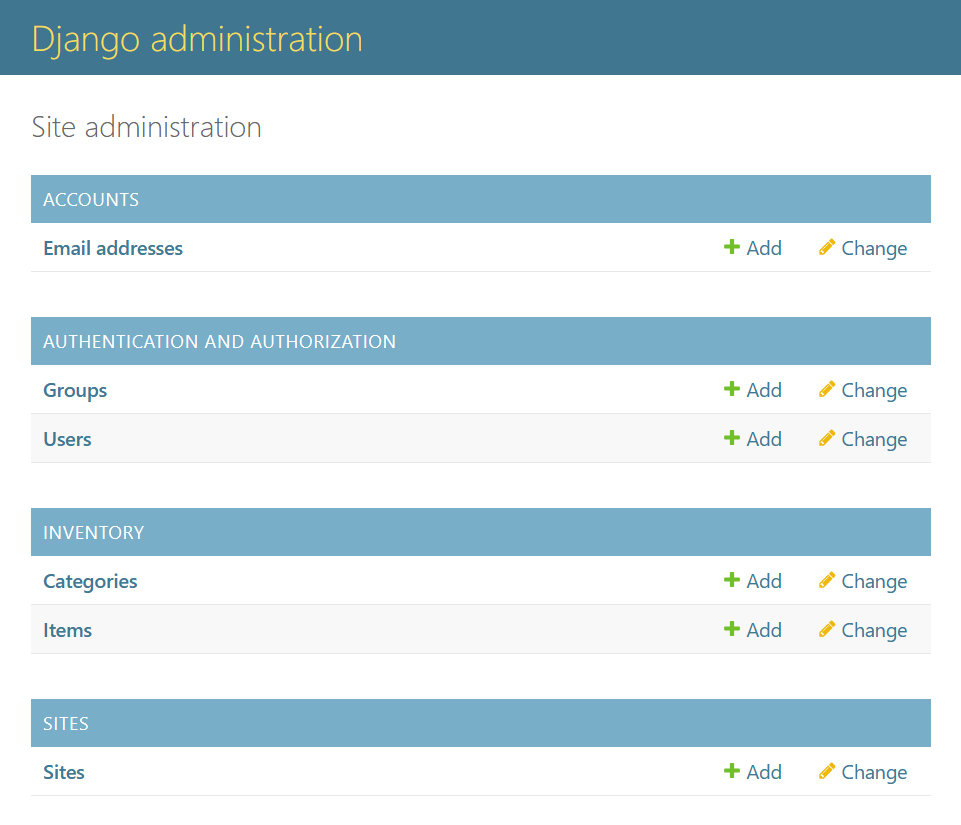 Django administration
Site administration
ACCOUNTS
Email addresses Add Change
AUTHENTICATION AND AUTHORIZATION
Groups Add Change
Users Add Change
INVENTORY
Categories Add Change
Items Add Change
SITES
Sites Add Change